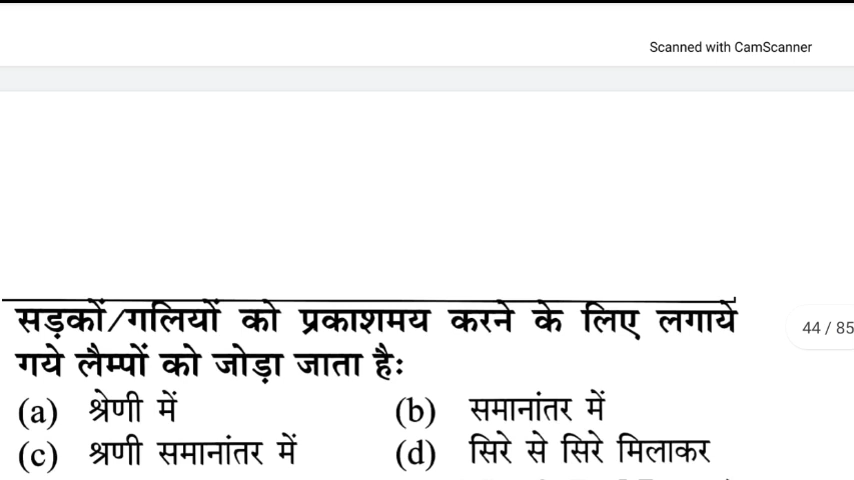 Scanned with CamScanner
सड़कों/गलियों को प्रकाशमय करने के लिए लगाये
44 / 85
गये लैम्पों को जोड़ा जाता हैः
(a) श्रेणी में (b) समानांतर में
(c) श्रणी समानांतर में (d) सिरे से सिरे मिलाकर